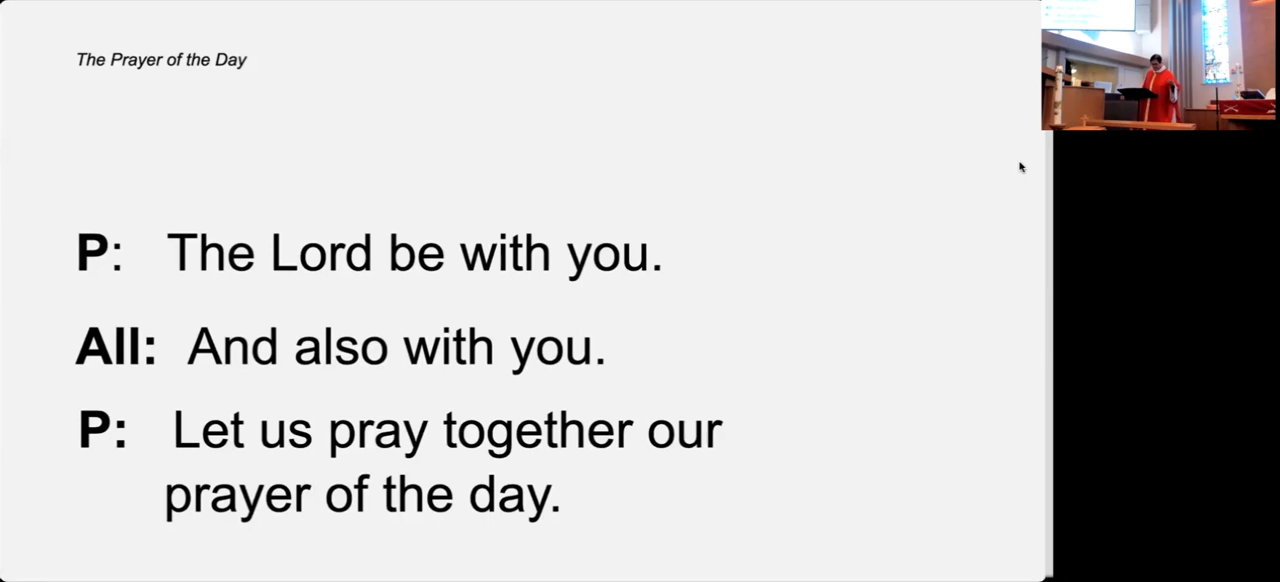 The Prayer of the Day
P: The Lord be with you.
All: And also with you.
P: Let us pray together our
prayer of the day.